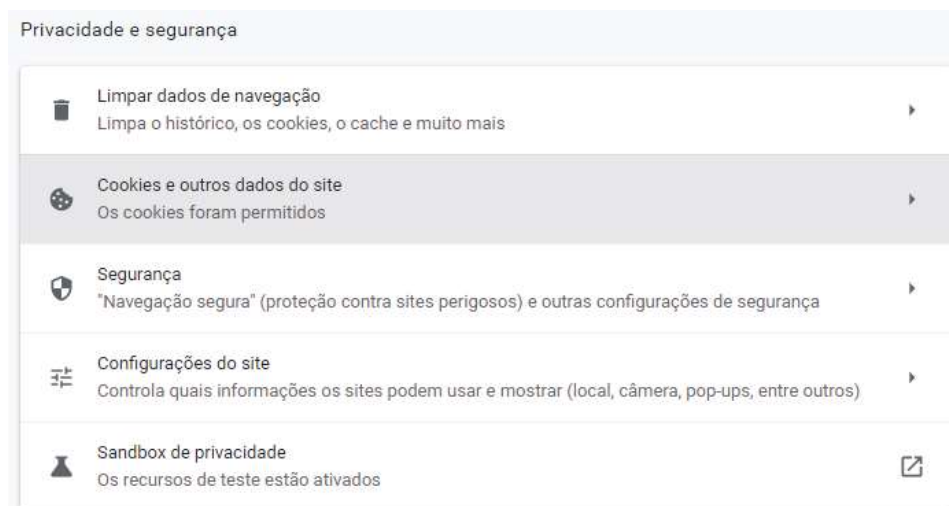 Privacidade e segurança
Limpar dados de navegação
Limpa o histórico, os cookies, o cache e muito mais
Cookies e outros dados do site
Os cookies foram permitidos
Segurança
"Navegação segura" (proteção contra sites perigosos) e outras configurações de segurança
Configurações do site
Controla quais informações os sites podem usar e mostrar (local, câmera, pop-ups, entre outros)
Sandbox de privacidade
Os recursos de teste estão ativados